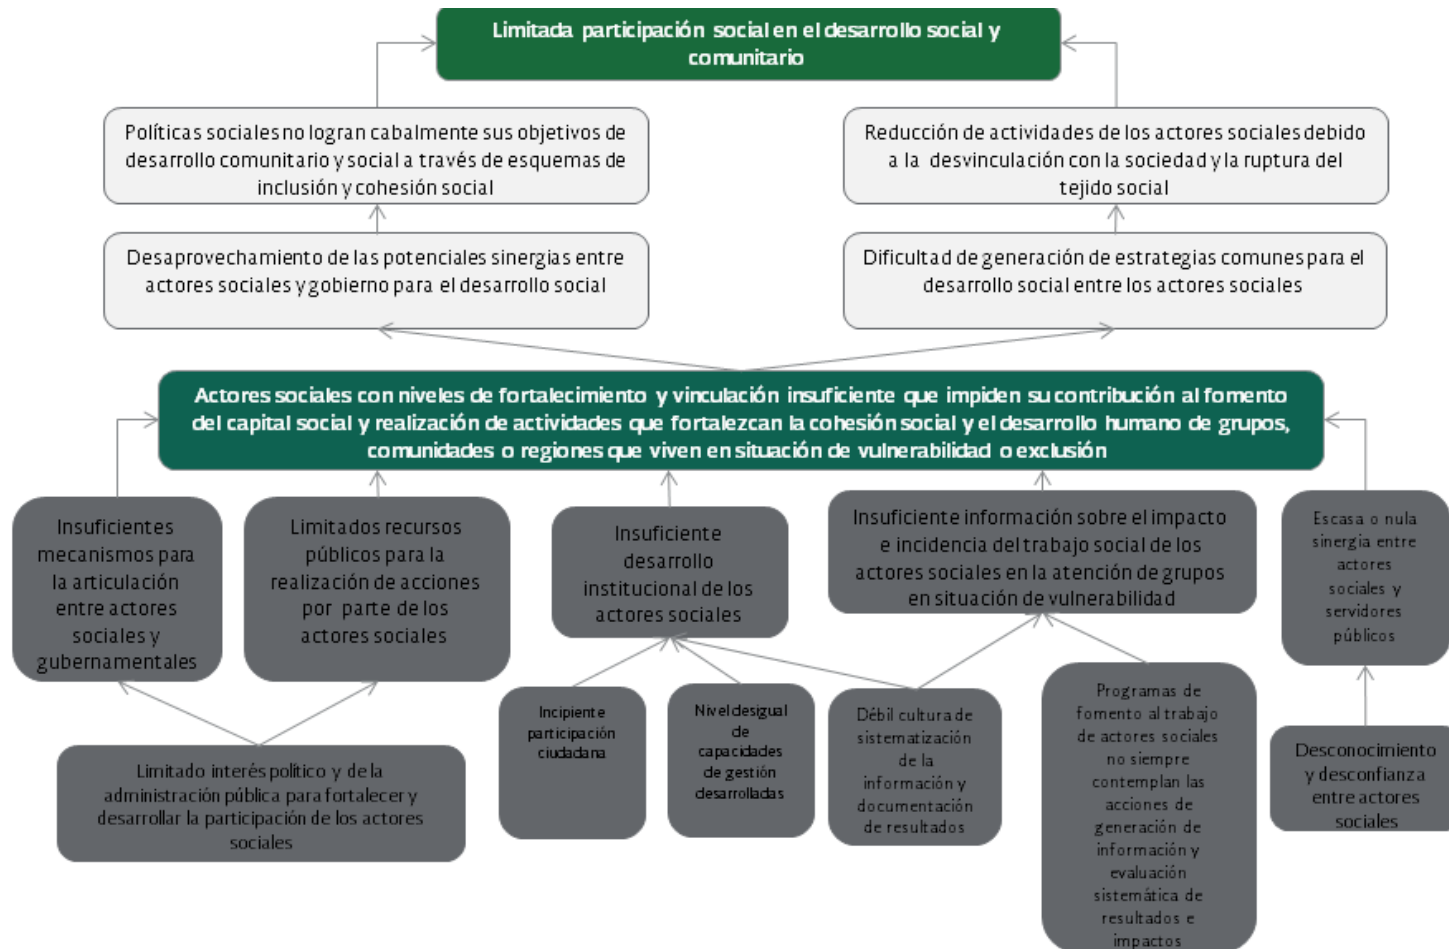 Limitada participación social en el desarrollo social y
comunitario
Políticas sociales no logran cabalmente sus objetivos de
desarrollo comunitario y social a través de esquemas de
inclusión y cohesión social
Reducción de actividades de los actores sociales debido
a la desvinculación con la sociedad y la ruptura del
tejido social
Desaprovechamiento de las potenciales sinergias entre
actores sociales y gobierno para el desarrollo social
Dificultad de generación de estrategias comunes para el
desarrollo social entre los actores sociales
Actores sociales con niveles de fortalecimiento y vinculación insuficiente que impiden su contribución al fomento
del capital social y realización de actividades que fortalezcan la cohesión social y el desarrollo humano de grupos,
comunidades o regiones que viven en situación de vulnerabilidad o exclusión
Insuficientes
mecanismos para
la articulación
entre actores
sociales y
gubernamentales
Limitados recursos
públicos para la
realización de acciones
por parte de los
actores sociales
Insuficiente
desarrollo
institucional de los
actores sociales
Insuficiente información sobre el impacto
e incidencia del trabajo social de los
actores sociales en la atención de grupos
en situación de vulnerabilidad
Escasa o nula
sinergia entre
actores
sociales y
servidores
públicos
Limitado interés político y de la
administración pública para fortalecer y
desarrollar la participación de los actores
sociales
Incipiente
participación
ciudadana
Nivel desigual
de
capacidades
de gestión
desarrolladas
Débil cultura de
sistematización
de la
información y
documentación
de resultados
Programas de
fomento al trabajo
de actores sociales
no siempre
contemplan las
acciones de
generación de
información y
evaluación
sistemática de
resultados e
impactos
Desconocimiento
y desconfianza
entre actores
sociales